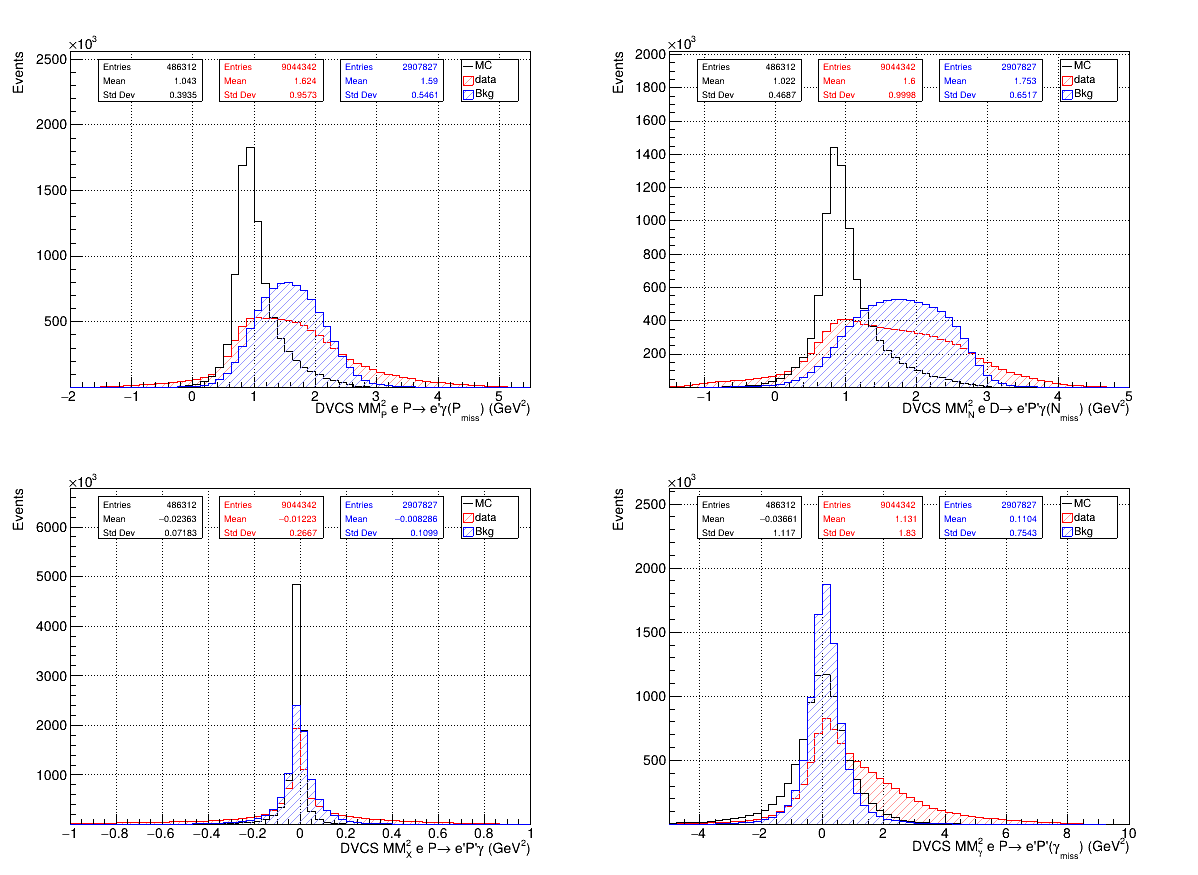 ×10³
Events
Entries 486312
Mean 1.043
Std Dev 0.3935
Entries 9044342
Mean 1.624
Std Dev 0.9573
Entries 2907827
Mean 1.59
Std Dev 0.5461
MC
data
Bkg
2500
2000
1500
1000
500
−2 −1 0 1 2 3 4 5
DVCS MM²_P e P→ e'γ(P_miss) (GeV²)
×10³
Events
Entries 486312
Mean 1.022
Std Dev 0.4687
Entries 9044342
Mean 1.6
Std Dev 0.9998
Entries 2907827
Mean 1.753
Std Dev 0.6517
MC
data
Bkg
2000
1800
1600
1400
1200
1000
800
600
400
200
−1 0 1 2 3 4 5
DVCS MM²_N e D→ e'P'γ(N_miss) (GeV²)
×10³
Events
Entries 486312
Mean −0.02363
Std Dev 0.07183
Entries 9044342
Mean −0.01223
Std Dev 0.2667
Entries 2907827
Mean −0.008286
Std Dev 0.1099
MC
data
Bkg
6000
5000
4000
3000
2000
1000
−1 −0.8 −0.6 −0.4 −0.2 0 0.2 0.4 0.6 0.8 1
DVCS MM²_X e P→ e'P'γ (GeV²)
×10³
Events
Entries 486312
Mean −0.03661
Std Dev 1.117
Entries 9044342
Mean 1.131
Std Dev 1.83
Entries 2907827
Mean 0.1104
Std Dev 0.7543
MC
data
Bkg
2500
2000
1500
1000
500
−4 −2 0 2 4 6 8 10
DVCS MM²_γ e P→ e'P'(γ_miss) (GeV²)